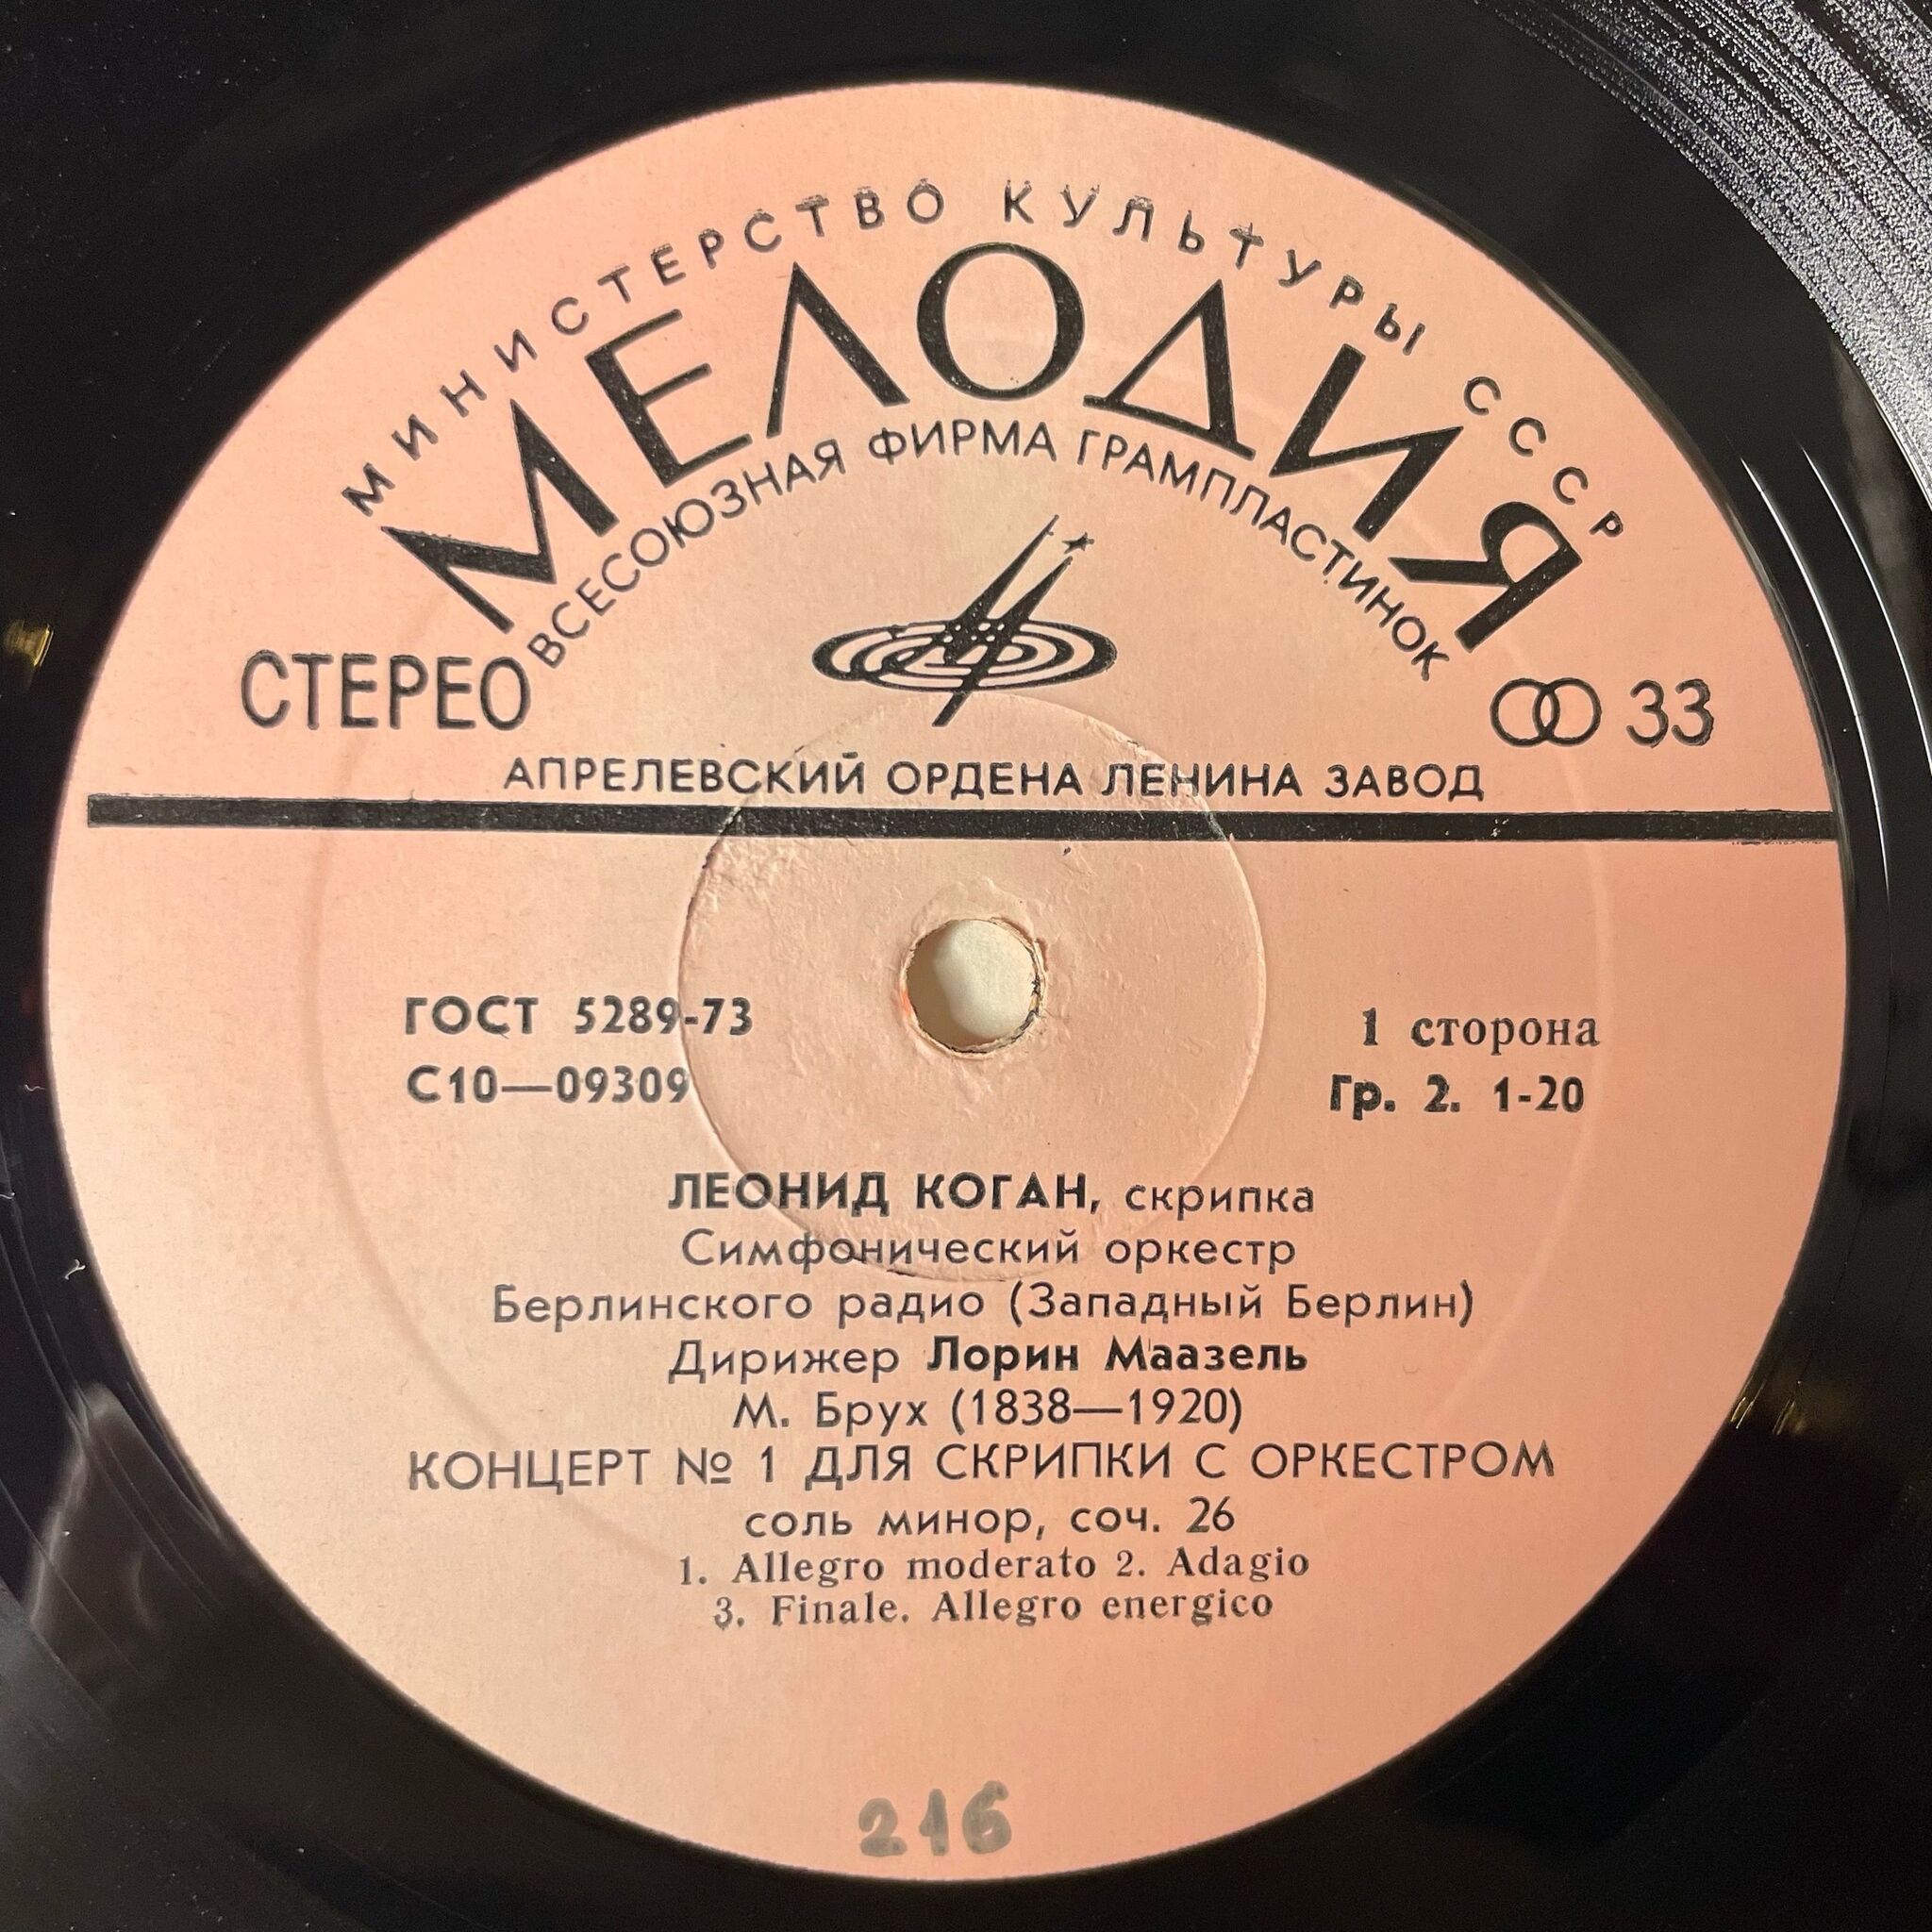 МИНИСТЕРСТВО КУЛЬТУРЫ СССР
МЕЛОДИЯ
ВСЕСОЮЗНАЯ ФИРМА ГРАМПЛАСТИНОК
СТЕРЕО
33
АПРЕЛЕВСКИЙ ОРДЕНА ЛЕНИНА ЗАВОД
ГОСТ 5289-73
С10—09309
1 сторона
Гр. 2. 1-20
ЛЕОНИД КОГАН, скрипка
Симфонический оркестр
Берлинского радио (Западный Берлин)
Дирижер Лорин Маазель
М. Брух (1838—1920)
КОНЦЕРТ № 1 ДЛЯ СКРИПКИ С ОРКЕСТРОМ
соль минор, соч. 26
1. Allegro moderato 2. Adagio
3. Finale. Allegro energico
216